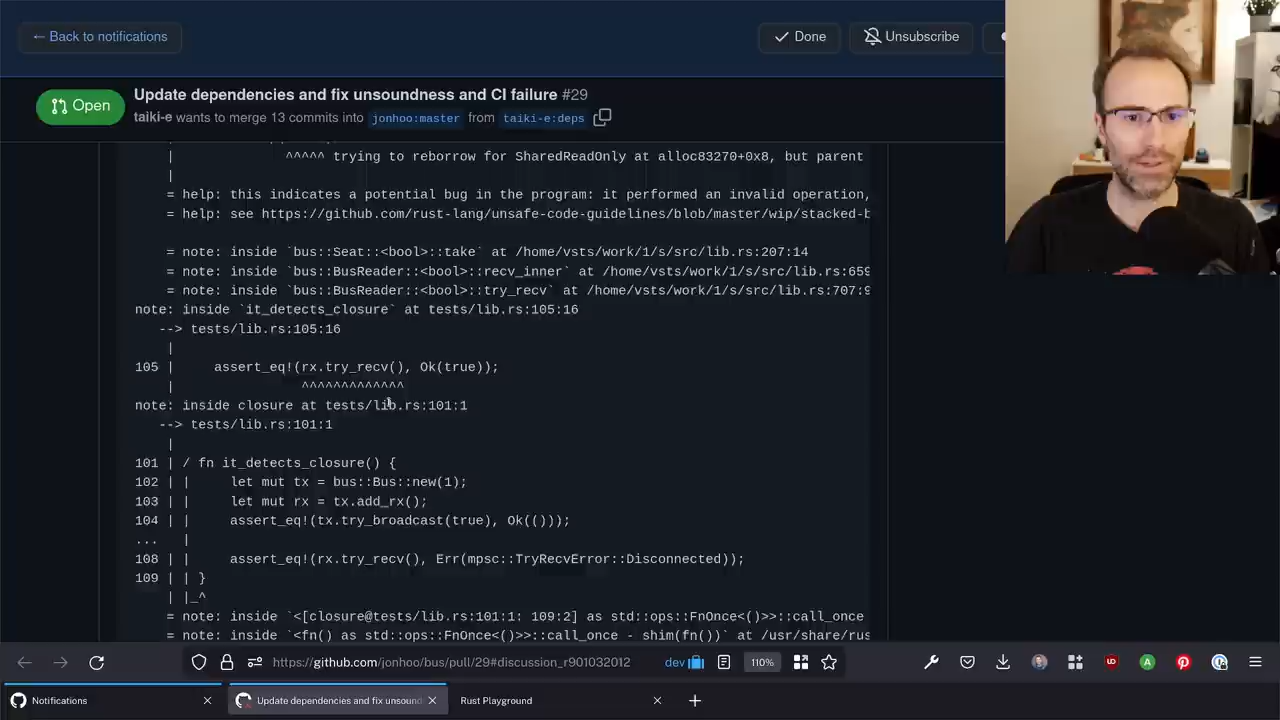 ← Back to notifications
Done
Unsubscribe
Open
Update dependencies and fix unsoundness and CI failure #29
taiki-e wants to merge 13 commits into jonhoo:master from taiki-e:deps
| ^^^^^ trying to reborrow for SharedReadOnly at alloc83270+0x8, but parent
|
= help: this indicates a potential bug in the program: it performed an invalid operation,
= help: see https://github.com/rust-lang/unsafe-code-guidelines/blob/master/wip/stacked-b
= note: inside `bus::Seat::<bool>::take` at /home/vsts/work/1/s/src/lib.rs:207:14
= note: inside `bus::BusReader::<bool>::recv_inner` at /home/vsts/work/1/s/src/lib.rs:659
= note: inside `bus::BusReader::<bool>::try_recv` at /home/vsts/work/1/s/src/lib.rs:707:9
note: inside `it_detects_closure` at tests/lib.rs:105:16
--> tests/lib.rs:105:16
|
105 | assert_eq!(rx.try_recv(), Ok(true));
| ^^^^^^^^^^^^^
note: inside closure at tests/lib.rs:101:1
--> tests/lib.rs:101:1
|
101 | / fn it_detects_closure() {
102 | | let mut tx = bus::Bus::new(1);
103 | | let mut rx = tx.add_rx();
104 | | assert_eq!(tx.try_broadcast(true), Ok(()));
... |
108 | | assert_eq!(rx.try_recv(), Err(mpsc::TryRecvError::Disconnected));
109 | | }
| |_^
= note: inside `<[closure@tests/lib.rs:101:1: 109:2] as std::ops::FnOnce<()>>::call_once
= note: inside `<fn() as std::ops::FnOnce<()>>::call_once - shim(fn())` at /usr/share/rus
https://github.com/jonhoo/bus/pull/29#discussion_r901032012
dev
110%
Notifications
Update dependencies and fix unsound
Rust Playground